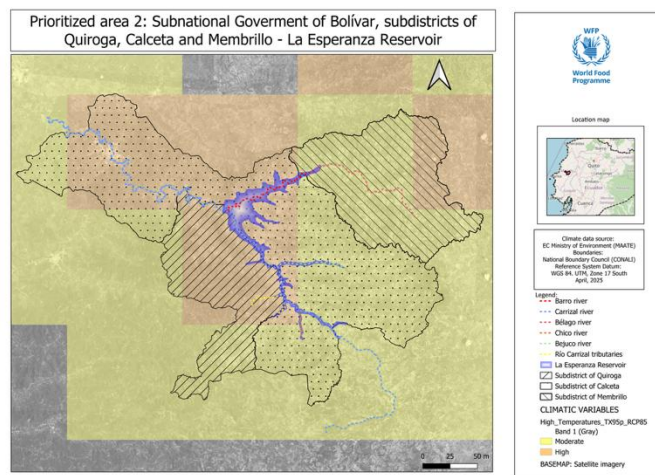 Prioritized area 2: Subnational Goverment of Bolívar, subdistricts of
Quiroga, Calceta and Membrillo - La Esperanza Reservoir
WFP
World Food
Programme
Location map
Quito
Ecuador
Cuenca
Climate data source:
EC Ministry of Environment (MAATE)
Boundaries:
National Boundary Council (CONALI)
Reference System Datum:
WGS 84. UTM, Zone 17 South
April, 2025
Legend:
Barro river
Carrizal river
Bélago river
Chico river
Bejuco river
Río Carrizal tributaries
La Esperanza Reservoir
Subdistrict of Quiroga
Subdistrict of Calceta
Subdistrict of Membrillo
CLIMATIC VARIABLES
High_Temperatures_TX95p_RCP85
Band 1 (Gray)
Moderate
High
BASEMAP: Satellite imagery
0 25 50 m